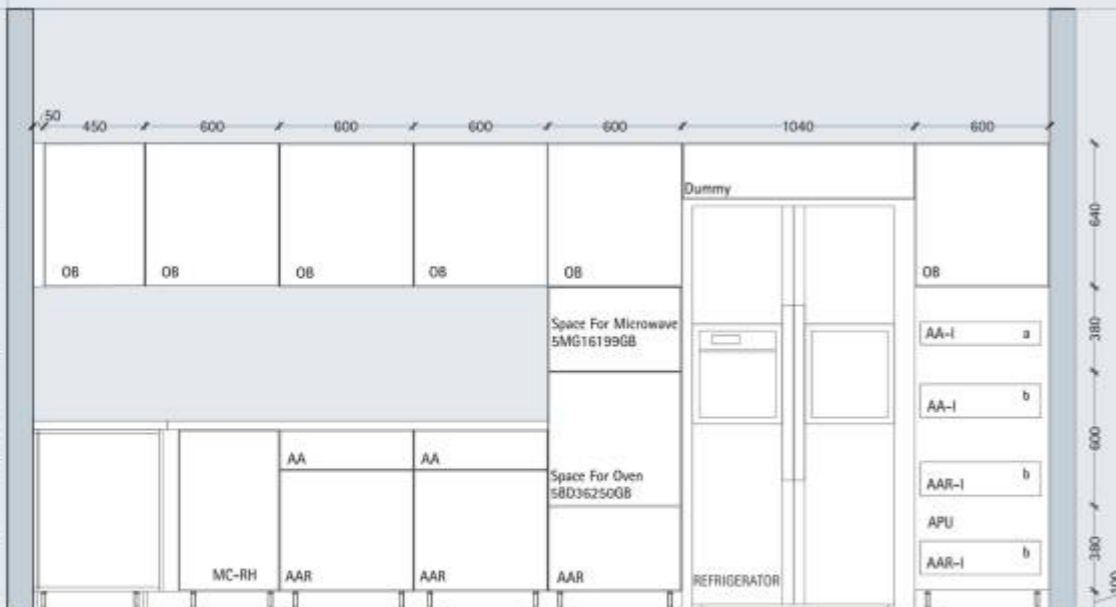 50
450 600 600 600 600 1040 600
Dummy
640
OB OB OB OB OB OB
Space For Microwave
5MG16199GB
380
AA-I a
AA-I b
600
AA AA
Space For Oven
5BD36250GB
AAR-I b
APU
AAR-I b
380
MC-RH AAR AAR AAR
REFRIGERATOR